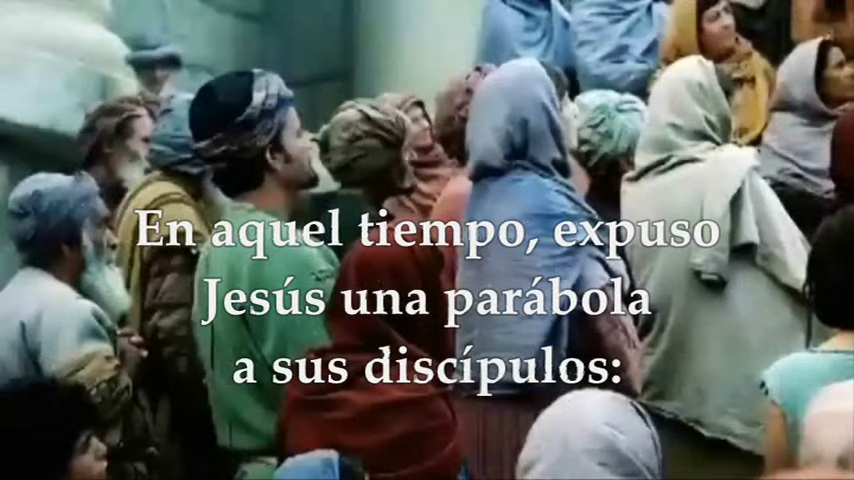 En aquel tiempo, expuso
Jesús una parábola
a sus discípulos: